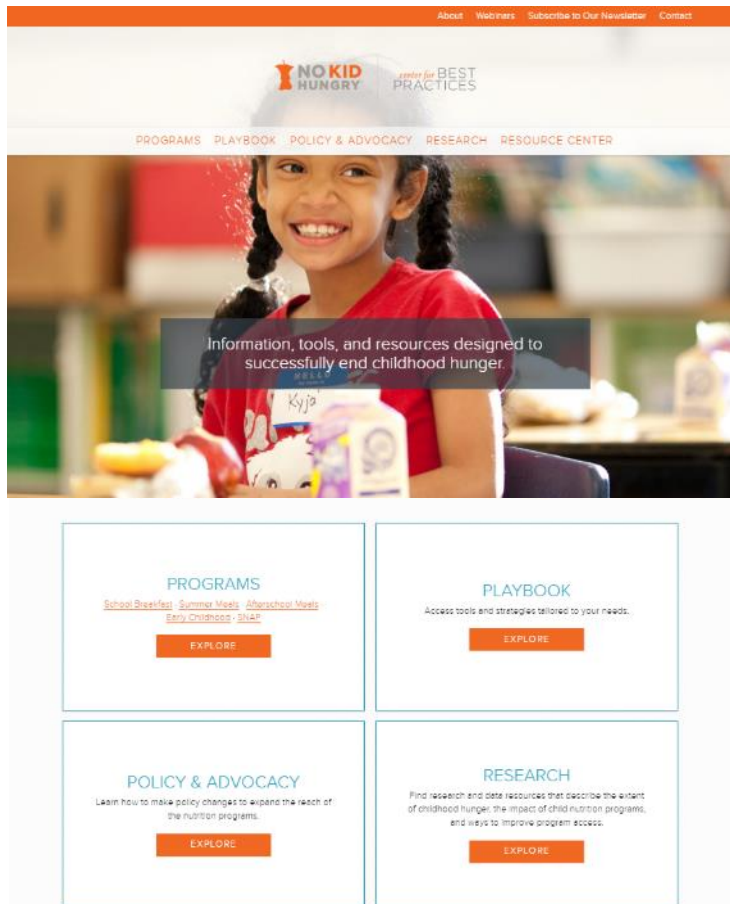 About Webinars Subscribe to Our Newsletter Contact
NO KID
HUNGRY
center for BEST
PRACTICES
PROGRAMS PLAYBOOK POLICY & ADVOCACY RESEARCH RESOURCE CENTER
Information, tools, and resources designed to
successfully end childhood hunger.
HELLO
Kyja
PROGRAMS
School Breakfast · Summer Meals · Afterschool Meals
Early Childhood · SNAP
EXPLORE
PLAYBOOK
Access tools and strategies tailored to your needs.
EXPLORE
POLICY & ADVOCACY
Learn how to make policy changes to expand the reach of
the nutrition programs.
EXPLORE
RESEARCH
Find research and data resources that describe the extent
of childhood hunger, the impact of child nutrition programs,
and ways to improve program access.
EXPLORE